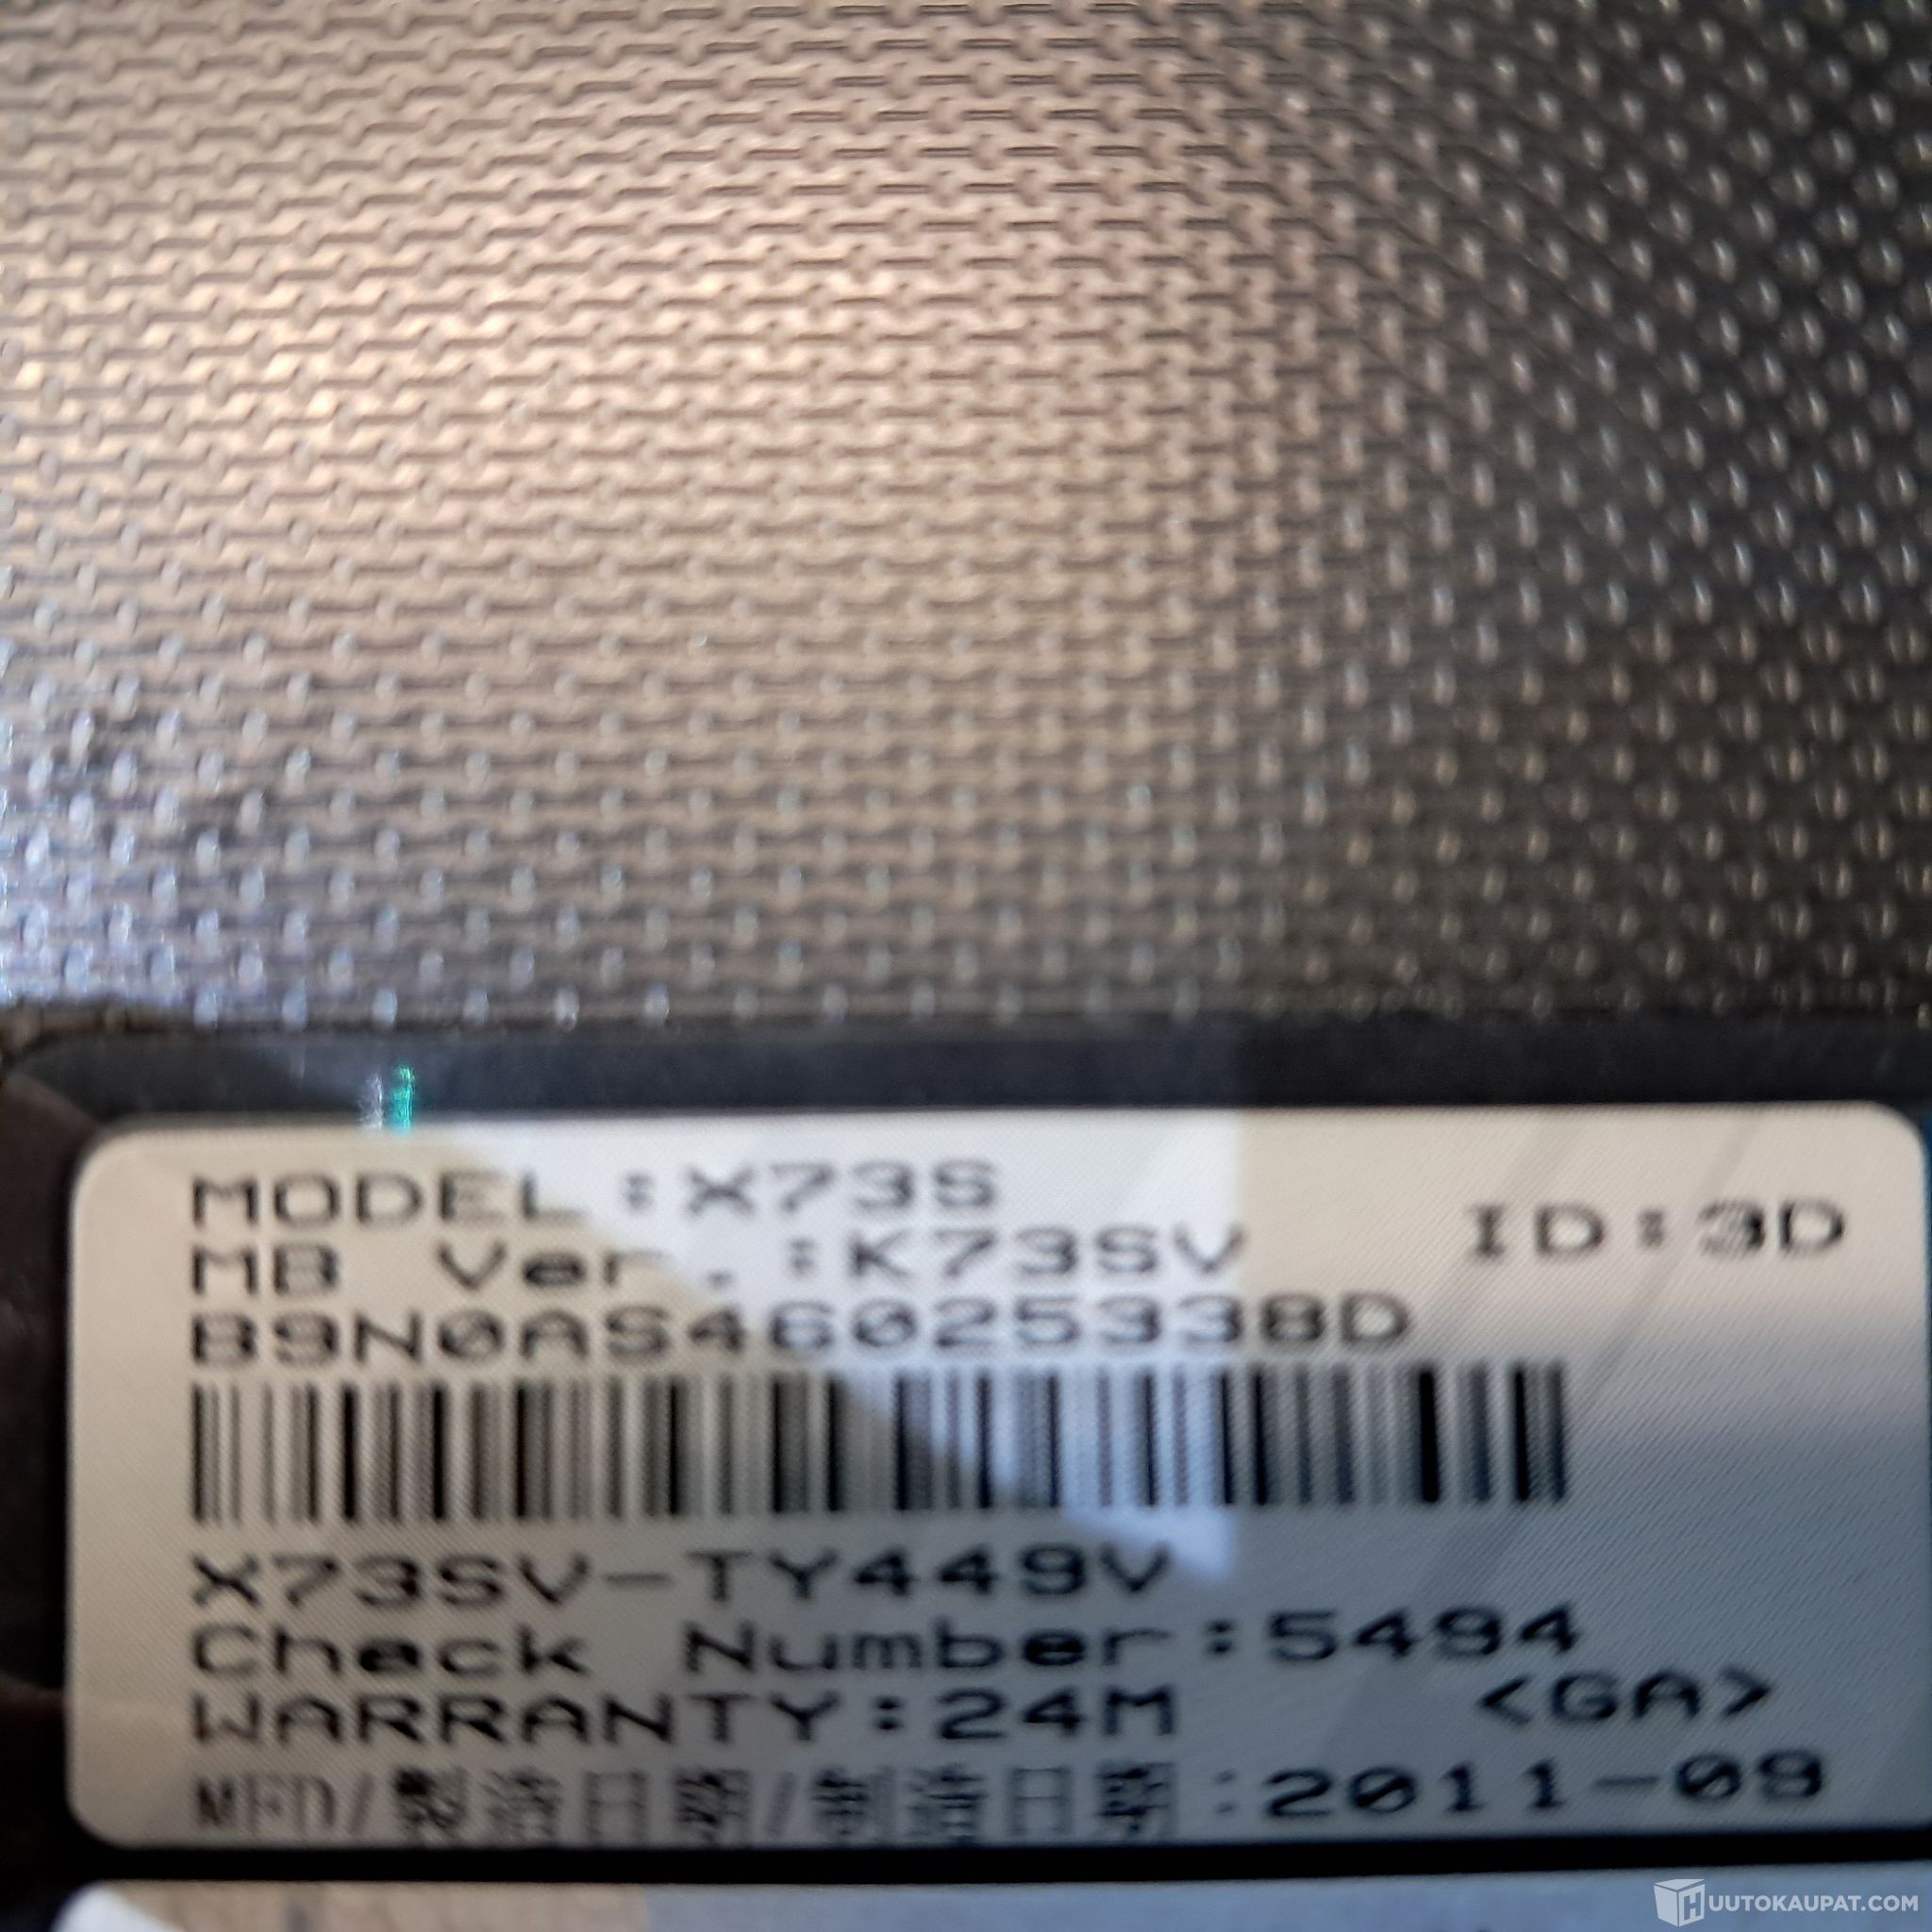 MODEL:X73S
ID:3D
MB Ver.:K73SV
B9N0AS46025338D
X73SV-TY449V
Check Number:5494
WARRANTY:24M <GA>
MFD/製造日期/制造日期:2011-09
HUUTOKAUPAT.COM